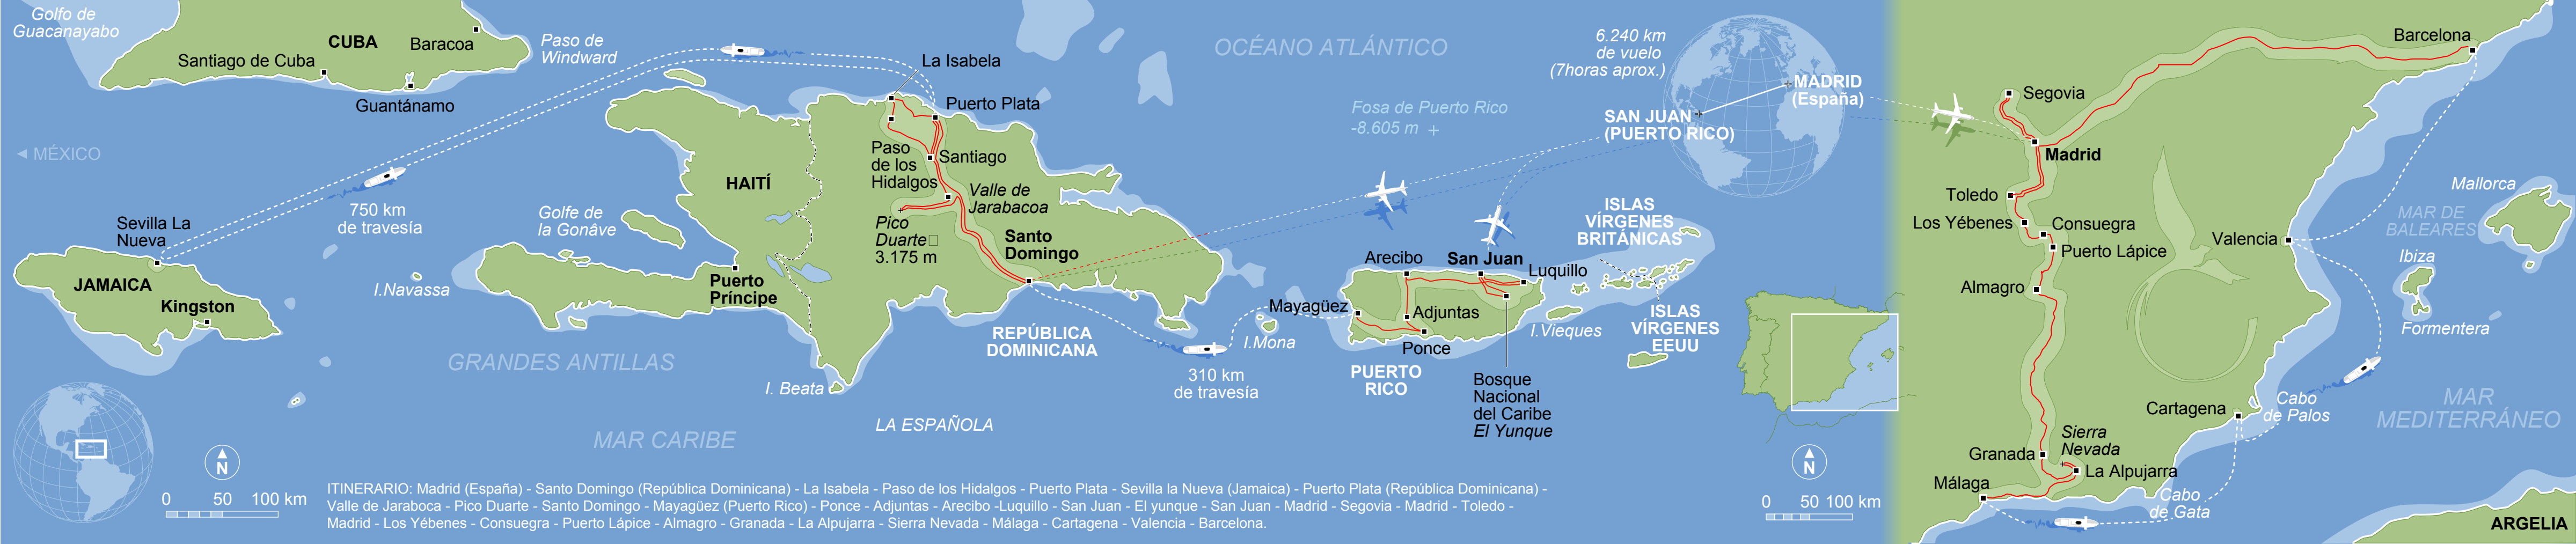 Golfo de
Guacanayabo
CUBA
Baracoa
Santiago de Cuba
Guantánamo
Paso de
Windward
◄ MÉXICO
Sevilla La
Nueva
JAMAICA
Kingston
750 km
de travesía
I.Navassa
Golfe de
la Gonâve
HAITÍ
Puerto
Príncipe
GRANDES ANTILLAS
MAR CARIBE
La Isabela
Puerto Plata
Paso
de los
Hidalgos
Santiago
Valle de
Jarabacoa
Pico
Duarte□
3.175 m
Santo
Domingo
REPÚBLICA
DOMINICANA
I. Beata
LA ESPAÑOLA
310 km
de travesía
I.Mona
OCÉANO ATLÁNTICO
Fosa de Puerto Rico
-8.605 m +
6.240 km
de vuelo
(7horas aprox.)
MADRID
(España)
SAN JUAN
(PUERTO RICO)
Arecibo
San Juan
Luquillo
Mayagüez
Adjuntas
Ponce
PUERTO
RICO
Bosque
Nacional
del Caribe
El Yunque
I.Vieques
ISLAS
VÍRGENES
BRITÁNICAS
ISLAS
VÍRGENES
EEUU
Barcelona
Segovia
Madrid
Toledo
Los Yébenes
Consuegra
Puerto Lápice
Almagro
Valencia
Mallorca
MAR DE
BALEARES
Ibiza
Formentera
Cartagena
Cabo
de Palos
MAR
MEDITERRÁNEO
Sierra
Nevada
Granada
La Alpujarra
Málaga
Cabo
de Gata
ARGELIA
N
0 50 100 km
N
0 50 100 km
ITINERARIO: Madrid (España) - Santo Domingo (República Dominicana) - La Isabela - Paso de los Hidalgos - Puerto Plata - Sevilla la Nueva (Jamaica) - Puerto Plata (República Dominicana) -
Valle de Jaraboca - Pico Duarte - Santo Domingo - Mayagüez (Puerto Rico) - Ponce - Adjuntas - Arecibo -Luquillo - San Juan - El yunque - San Juan - Madrid - Segovia - Madrid - Toledo -
Madrid - Los Yébenes - Consuegra - Puerto Lápice - Almagro - Granada - La Alpujarra - Sierra Nevada - Málaga - Cartagena - Valencia - Barcelona.